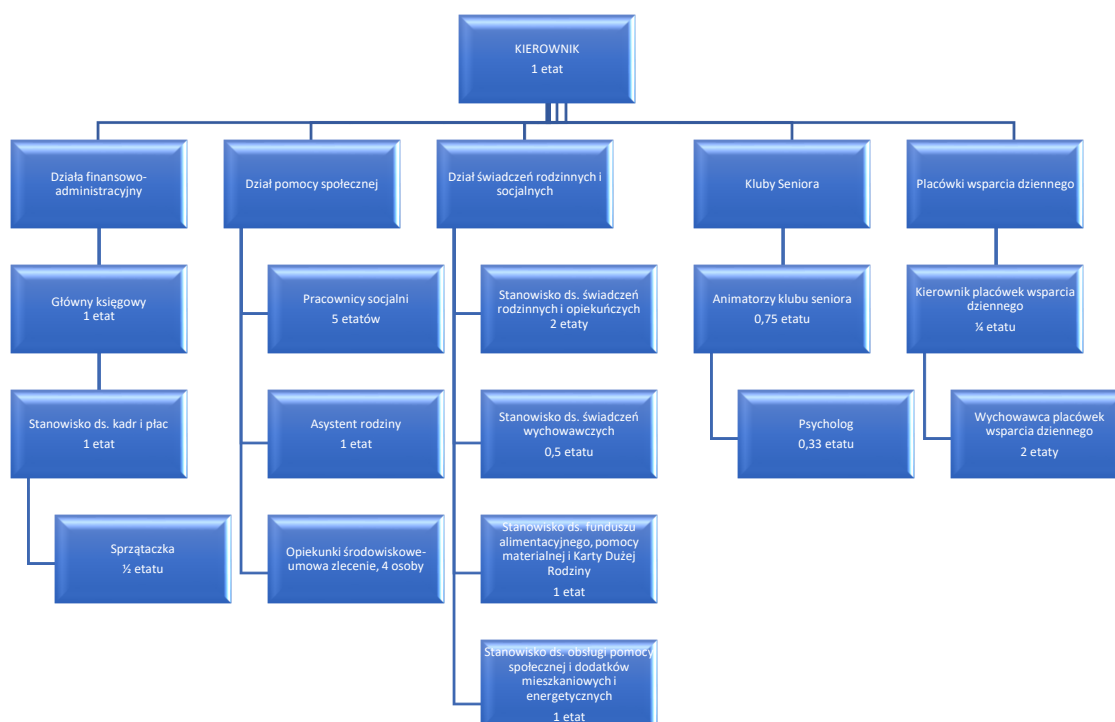 KIEROWNIK
1 etat
Działa finansowo-
administracyjny
Dział pomocy społecznej
Dział świadczeń rodzinnych i
socjalnych
Kluby Seniora
Placówki wsparcia dziennego
Główny księgowy
1 etat
Pracownicy socjalni
5 etatów
Stanowisko ds. świadczeń
rodzinnych i opiekuńczych
2 etaty
Animatorzy klubu seniora
0,75 etatu
Kierownik placówek wsparcia
dziennego
¼ etatu
Stanowisko ds. kadr i płac
1 etat
Asystent rodziny
1 etat
Stanowisko ds. świadczeń
wychowawczych
0,5 etatu
Psycholog
0,33 etatu
Wychowawca placówek
wsparcia dziennego
2 etaty
Sprzątaczka
½ etatu
Opiekunki środowiskowe-
umowa zlecenie, 4 osoby
Stanowisko ds. funduszu
alimentacyjnego, pomocy
materialnej i Karty Dużej
Rodziny
1 etat
Stanowisko ds. obsługi pomocy
społecznej i dodatków
mieszkaniowych i
energetycznych
1 etat